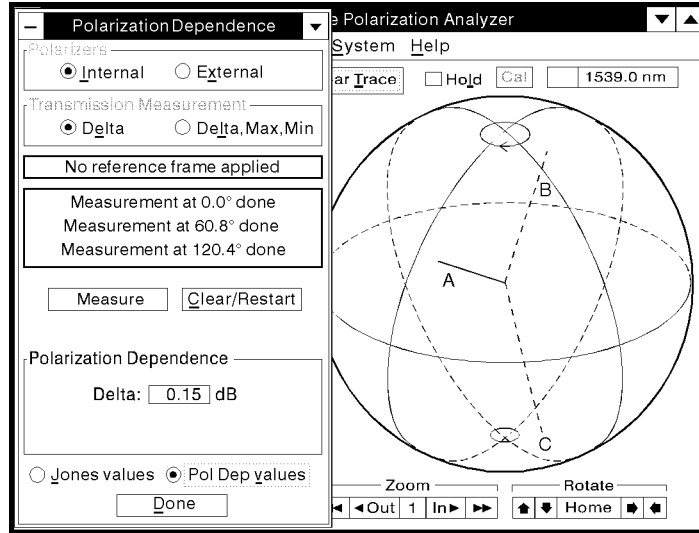 Polarization Dependence
Polarizers
Internal External
Transmission Measurement
Delta Delta,Max,Min
No reference frame applied
Measurement at 0.0° done
Measurement at 60.8° done
Measurement at 120.4° done
Measure Clear/Restart
Polarization Dependence
Delta: 0.15 dB
Jones values Pol Dep values
Done
Polarization Analyzer
System Help
Trace Hold Cal 1539.0 nm
B
A
C
Zoom Rotate
Out 1 In Home